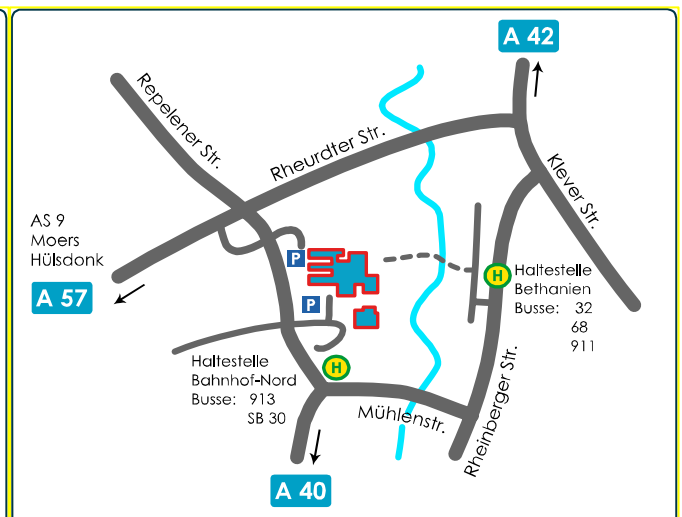 A 42
Repelener Str.
Rheurdter Str.
Klever Str.
AS 9
Moers
Hülsdonk
A 57
P
P
H
Haltestelle
Bethanien
Busse: 32
68
911
Haltestelle
Bahnhof-Nord
Busse: 913
SB 30
H
Mühlenstr.
Rheinberger Str.
A 40